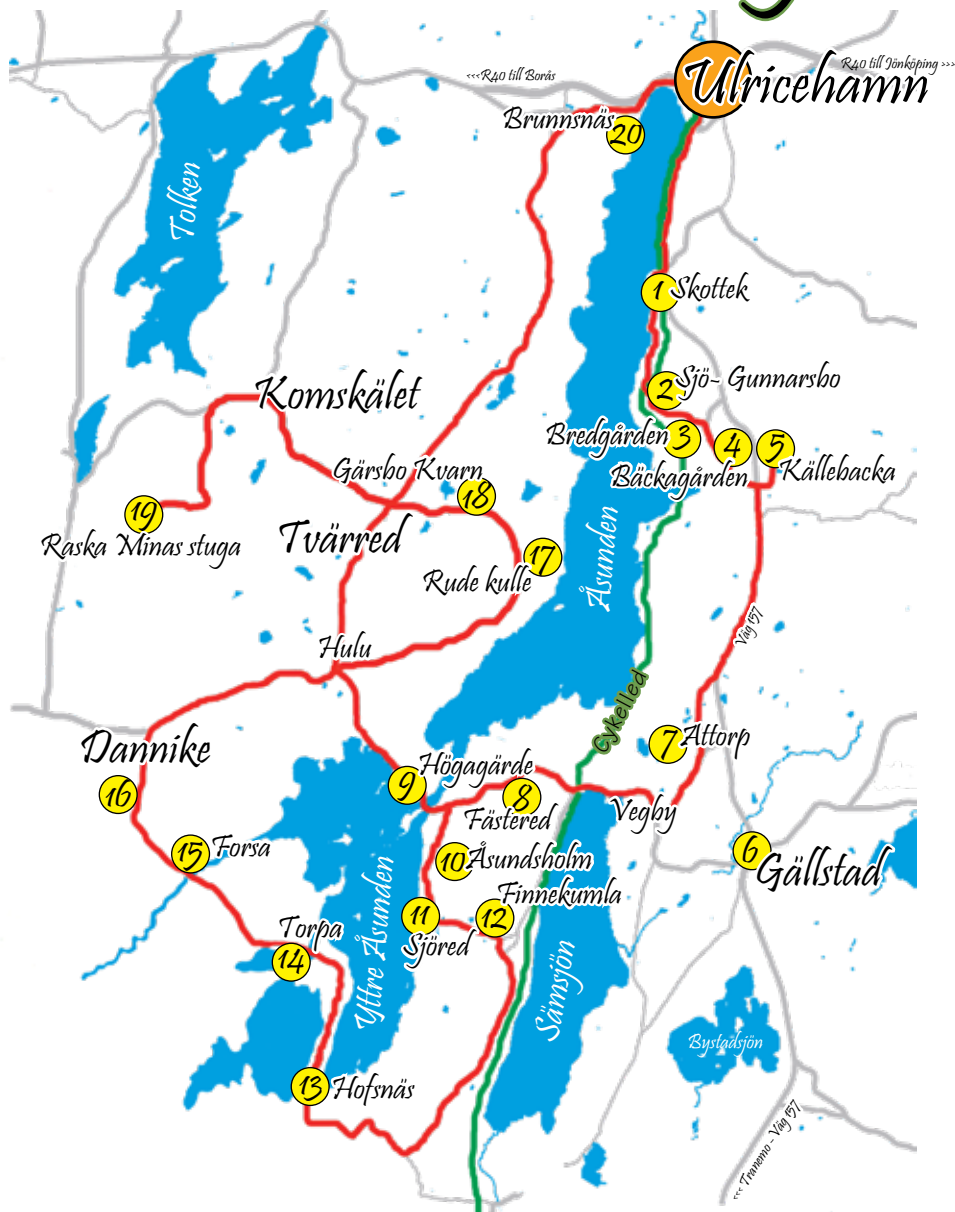 <<<R40 till Borås
R40 till Jönköping >>>
Ulricehamn
Brunnsnäs
20
Tolken
1 Skottek
2 Sjö- Gunnarsbo
Komskälet
Bredgården 3
4
5
Bäckagården
Källebacka
Gärsbo Kvarn
18
19
Raska Minas stuga
Tvärred
Åsunden
17
Rude kulle
Väg 157
Hulu
Cykelled
Dannike
7 Attorp
16
9 Högagärde
8
Fästered
Vegby
15 Forsa
6
Gällstad
10 Åsundsholm
Finnekumla
11
12
Sjöred
Torpa
14
Yttre Åsunden
Sämsjön
Bystadsjön
13 Hofsnäs
<<< Tranemo - Väg 157